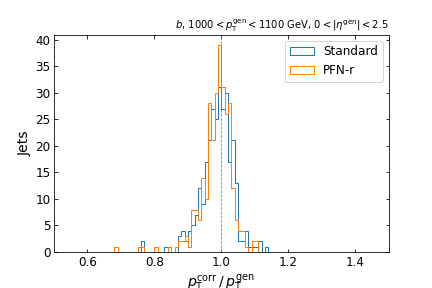 b, 1000 < p_T^gen < 1100 GeV, 0 < |η^gen| < 2.5
Standard
PFN-r
Jets
40
35
30
25
20
15
10
5
0
0.6 0.8 1.0 1.2 1.4
p_T^corr / p_T^gen